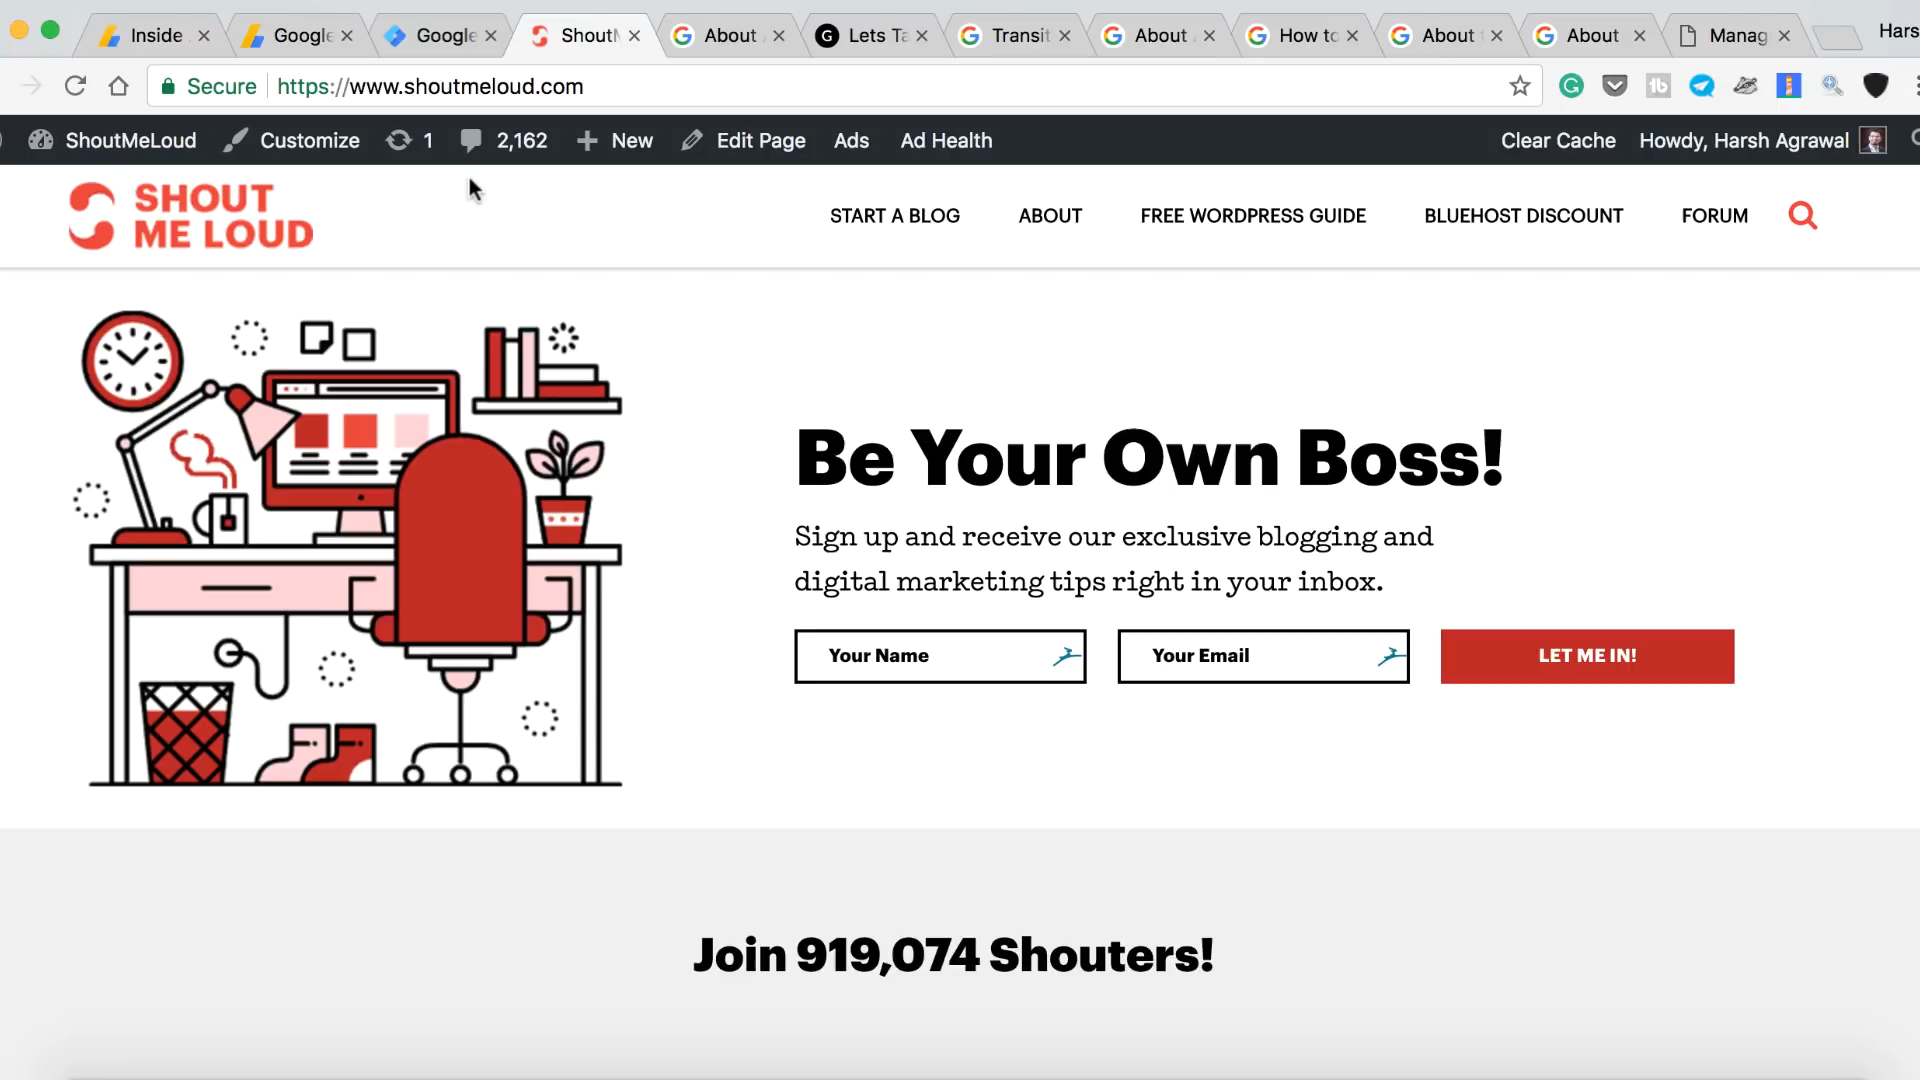 Inside
Google
Google
ShoutM
About
Lets Ta
Transit
About
How to
About
About
Manag
Hars
Secure
https://www.shoutmeloud.com
ShoutMeLoud
Customize
1
2,162
New
Edit Page
Ads
Ad Health
Clear Cache
Howdy, Harsh Agrawal
SHOUT
ME LOUD
START A BLOG
ABOUT
FREE WORDPRESS GUIDE
BLUEHOST DISCOUNT
FORUM
Be Your Own Boss!
Sign up and receive our exclusive blogging and
digital marketing tips right in your inbox.
Your Name
Your Email
LET ME IN!
Join 919,074 Shouters!